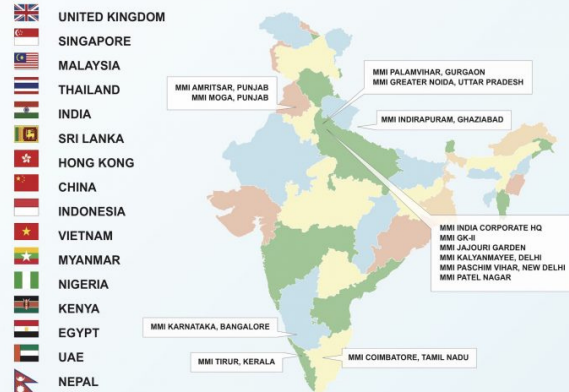 UNITED KINGDOM
SINGAPORE
MALAYSIA
THAILAND
INDIA
SRI LANKA
HONG KONG
CHINA
INDONESIA
VIETNAM
MYANMAR
NIGERIA
KENYA
EGYPT
UAE
NEPAL
MMI AMRITSAR, PUNJAB
MMI MOGA, PUNJAB
MMI PALAMVIHAR, GURGAON
MMI GREATER NOIDA, UTTAR PRADESH
MMI INDIRAPURAM, GHAZIABAD
MMI INDIA CORPORATE HQ
MMI GK-II
MMI JAJOURI GARDEN
MMI KALYANMAYEE, DELHI
MMI PASCHIM VIHAR, NEW DELHI
MMI PATEL NAGAR
MMI KARNATAKA, BANGALORE
MMI TIRUR, KERALA
MMI COIMBATORE, TAMIL NADU